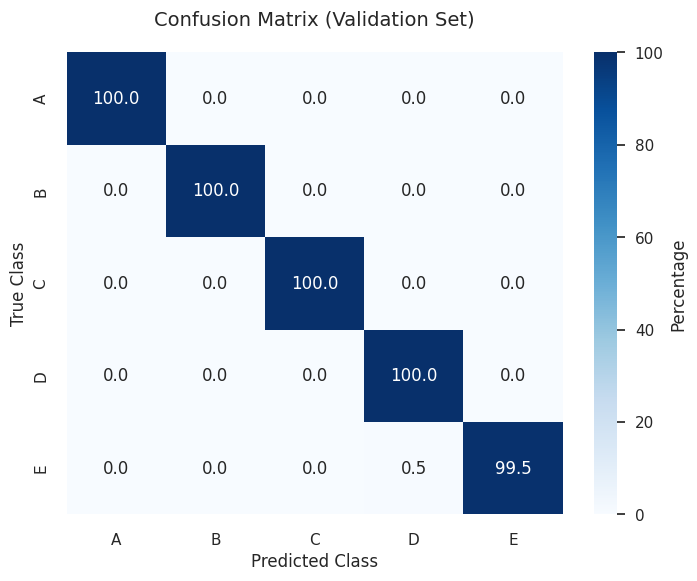 Confusion Matrix (Validation Set)
True Class
A 100.0 0.0 0.0 0.0 0.0
B 0.0 100.0 0.0 0.0 0.0
C 0.0 0.0 100.0 0.0 0.0
D 0.0 0.0 0.0 100.0 0.0
E 0.0 0.0 0.0 0.5 99.5
A B C D E
Predicted Class
100
80
60
40
20
0
Percentage